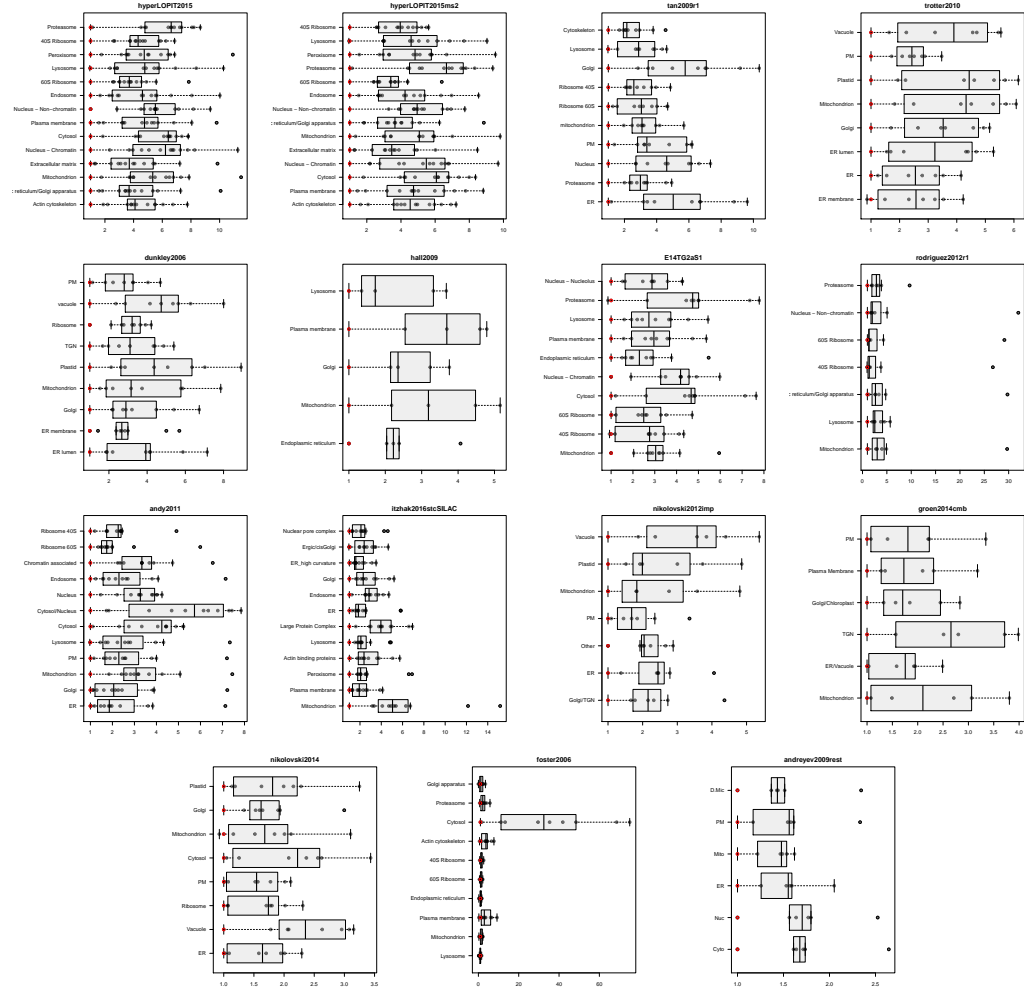 hyperLOPIT2015
Proteasome
40S Ribosome
Peroxisome
Lysosome
60S Ribosome
Endosome
Nucleus − Non−chromatin
Plasma membrane
Cytosol
Nucleus − Chromatin
Extracellular matrix
Mitochondrion
: reticulum/Golgi apparatus
Actin cytoskeleton
2 4 6 8 10
hyperLOPIT2015ms2
40S Ribosome
Lysosome
Peroxisome
Proteasome
60S Ribosome
Endosome
Nucleus − Non−chromatin
: reticulum/Golgi apparatus
Mitochondrion
Extracellular matrix
Nucleus − Chromatin
Cytosol
Plasma membrane
Actin cytoskeleton
2 4 6 8 10
tan2009r1
Cytoskeleton
Lysosome
Golgi
Ribosome 40S
Ribosome 60S
mitochondrion
PM
Nucleus
Proteasome
ER
2 4 6 8 10
trotter2010
Vacuole
PM
Plastid
Mitochondrion
Golgi
ER lumen
ER
ER membrane
1 2 3 4 5 6
dunkley2006
PM
vacuole
Ribosome
TGN
Plastid
Mitochondrion
Golgi
ER membrane
ER lumen
2 4 6 8
hall2009
Lysosome
Plasma membrane
Golgi
Mitochondrion
Endoplasmic reticulum
1 2 3 4 5
E14TG2aS1
Nucleus − Nucleolus
Proteasome
Lysosome
Plasma membrane
Endoplasmic reticulum
Nucleus − Chromatin
Cytosol
60S Ribosome
40S Ribosome
Mitochondrion
1 2 3 4 5 6 7 8
rodriguez2012r1
Proteasome
Nucleus − Non−chromatin
60S Ribosome
40S Ribosome
: reticulum/Golgi apparatus
Lysosome
Mitochondrion
0 5 10 15 20 25 30
andy2011
Ribosome 40S
Ribosome 60S
Chromatin associated
Endosome
Nucleus
Cytosol/Nucleus
Cytosol
Lysosome
PM
Mitochondrion
Golgi
ER
1 2 3 4 5 6 7 8
itzhak2016stcSILAC
Nuclear pore complex
Ergic/cisGolgi
ER_high curvature
Golgi
Endosome
ER
Large Protein Complex
Lysosome
Actin binding proteins
Peroxisome
Plasma membrane
Mitochondrion
2 4 6 8 10 12 14
nikolovski2012imp
Vacuole
Plastid
Mitochondrion
PM
Other
ER
Golgi/TGN
1 2 3 4 5
groen2014cmb
PM
Plasma Membrane
Golgi/Chloroplast
TGN
ER/Vacuole
Mitochondrion
1.0 1.5 2.0 2.5 3.0 3.5 4.0
nikolovski2014
Plastid
Golgi
Mitochondrion
Cytosol
PM
Ribosome
Vacuole
ER
1.0 1.5 2.0 2.5 3.0 3.5
foster2006
Golgi apparatus
Proteasome
Cytosol
Actin cytoskeleton
40S Ribosome
60S Ribosome
Endoplasmic reticulum
Plasma membrane
Mitochondrion
Lysosome
0 20 40 60
andreyev2009rest
D.Mic
PM
Mito
ER
Nuc
Cyto
1.0 1.5 2.0 2.5